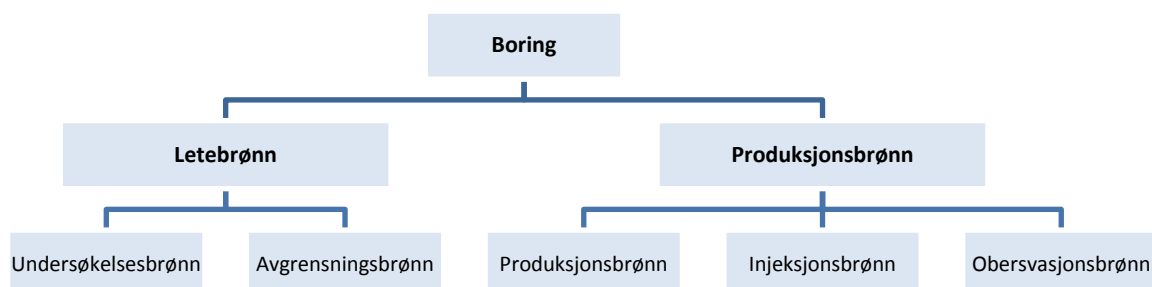 Boring
Letebrønn
Produksjonsbrønn
Undersøkelsesbrønn
Avgrensningsbrønn
Produksjonsbrønn
Injeksjonsbrønn
Obersvasjonsbrønn